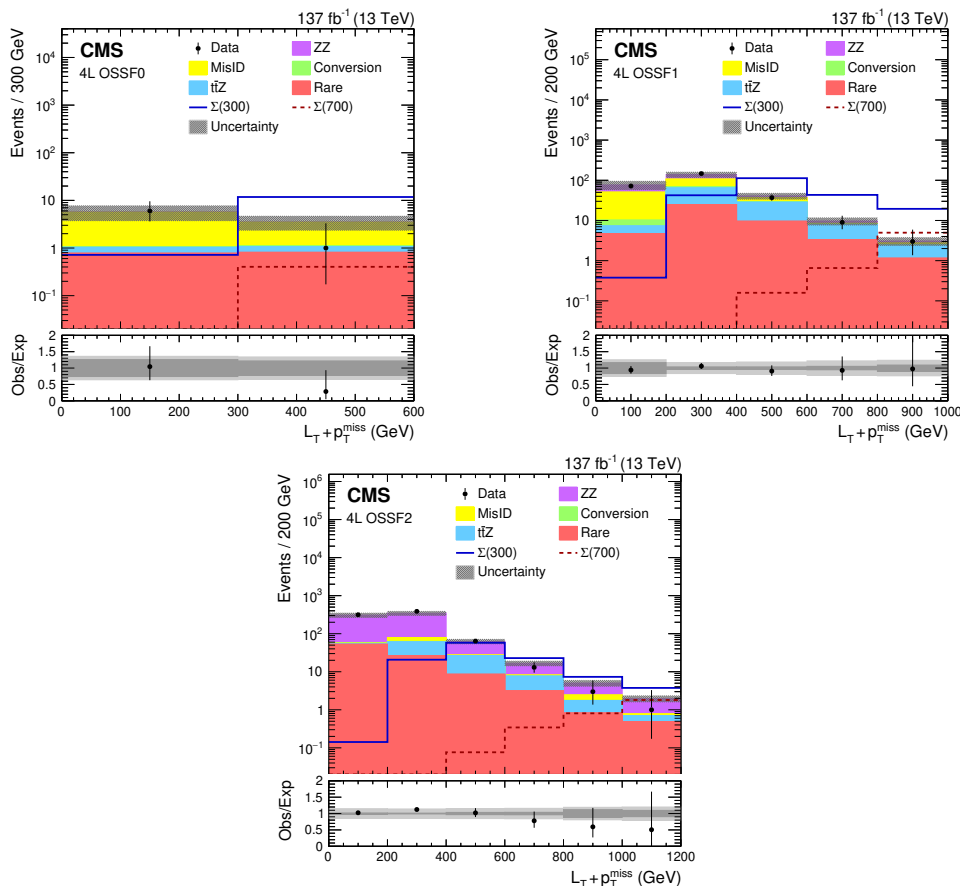 137 fb⁻¹ (13 TeV)
CMS
4L OSSF0
Data
ZZ
MisID
Conversion
tt̄Z
Rare
Σ(300)
Σ(700)
Uncertainty
Events / 300 GeV
10⁴
10³
10²
10
1
10⁻¹
Obs/Exp
2
1.5
1
0.5
0
0 100 200 300 400 500 600
L_T + p_T^miss (GeV)
137 fb⁻¹ (13 TeV)
CMS
4L OSSF1
Data
ZZ
MisID
Conversion
tt̄Z
Rare
Σ(300)
Σ(700)
Uncertainty
Events / 200 GeV
10⁵
10⁴
10³
10²
10
1
10⁻¹
Obs/Exp
2
1.5
1
0.5
0
0 100 200 300 400 500 600 700 800 900 1000
L_T + p_T^miss (GeV)
137 fb⁻¹ (13 TeV)
CMS
4L OSSF2
Data
ZZ
MisID
Conversion
tt̄Z
Rare
Σ(300)
Σ(700)
Uncertainty
Events / 200 GeV
10⁶
10⁵
10⁴
10³
10²
10
1
10⁻¹
Obs/Exp
2
1.5
1
0.5
0
0 200 400 600 800 1000 1200
L_T + p_T^miss (GeV)